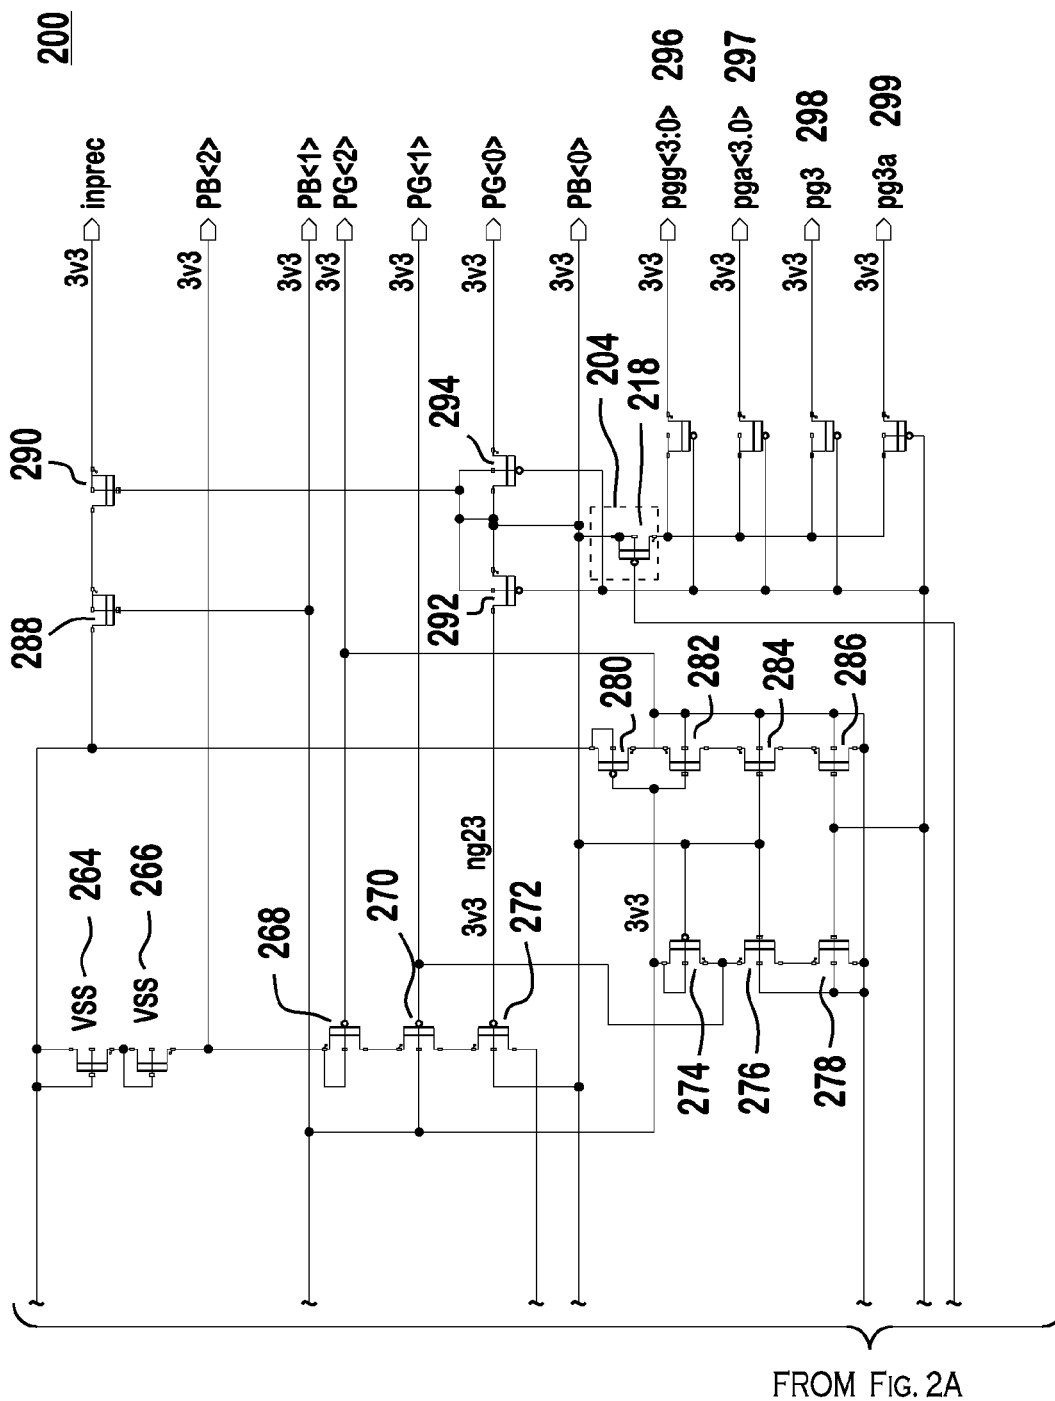 200
inprec
PB<2>
PB<1>
PG<2>
PG<1>
PG<0>
PB<0>
pgg<3:0> 296
pga<3.0> 297
pg3 298
pg3a 299
3v3
3v3
3v3
3v3
3v3
3v3
3v3
3v3
3v3
3v3
3v3
290
294
204
218
288
292
280
282
284
286
VSS 264
VSS 266
268
270
3v3 ng23
272
3v3
274
276
278
FROM FIG. 2A